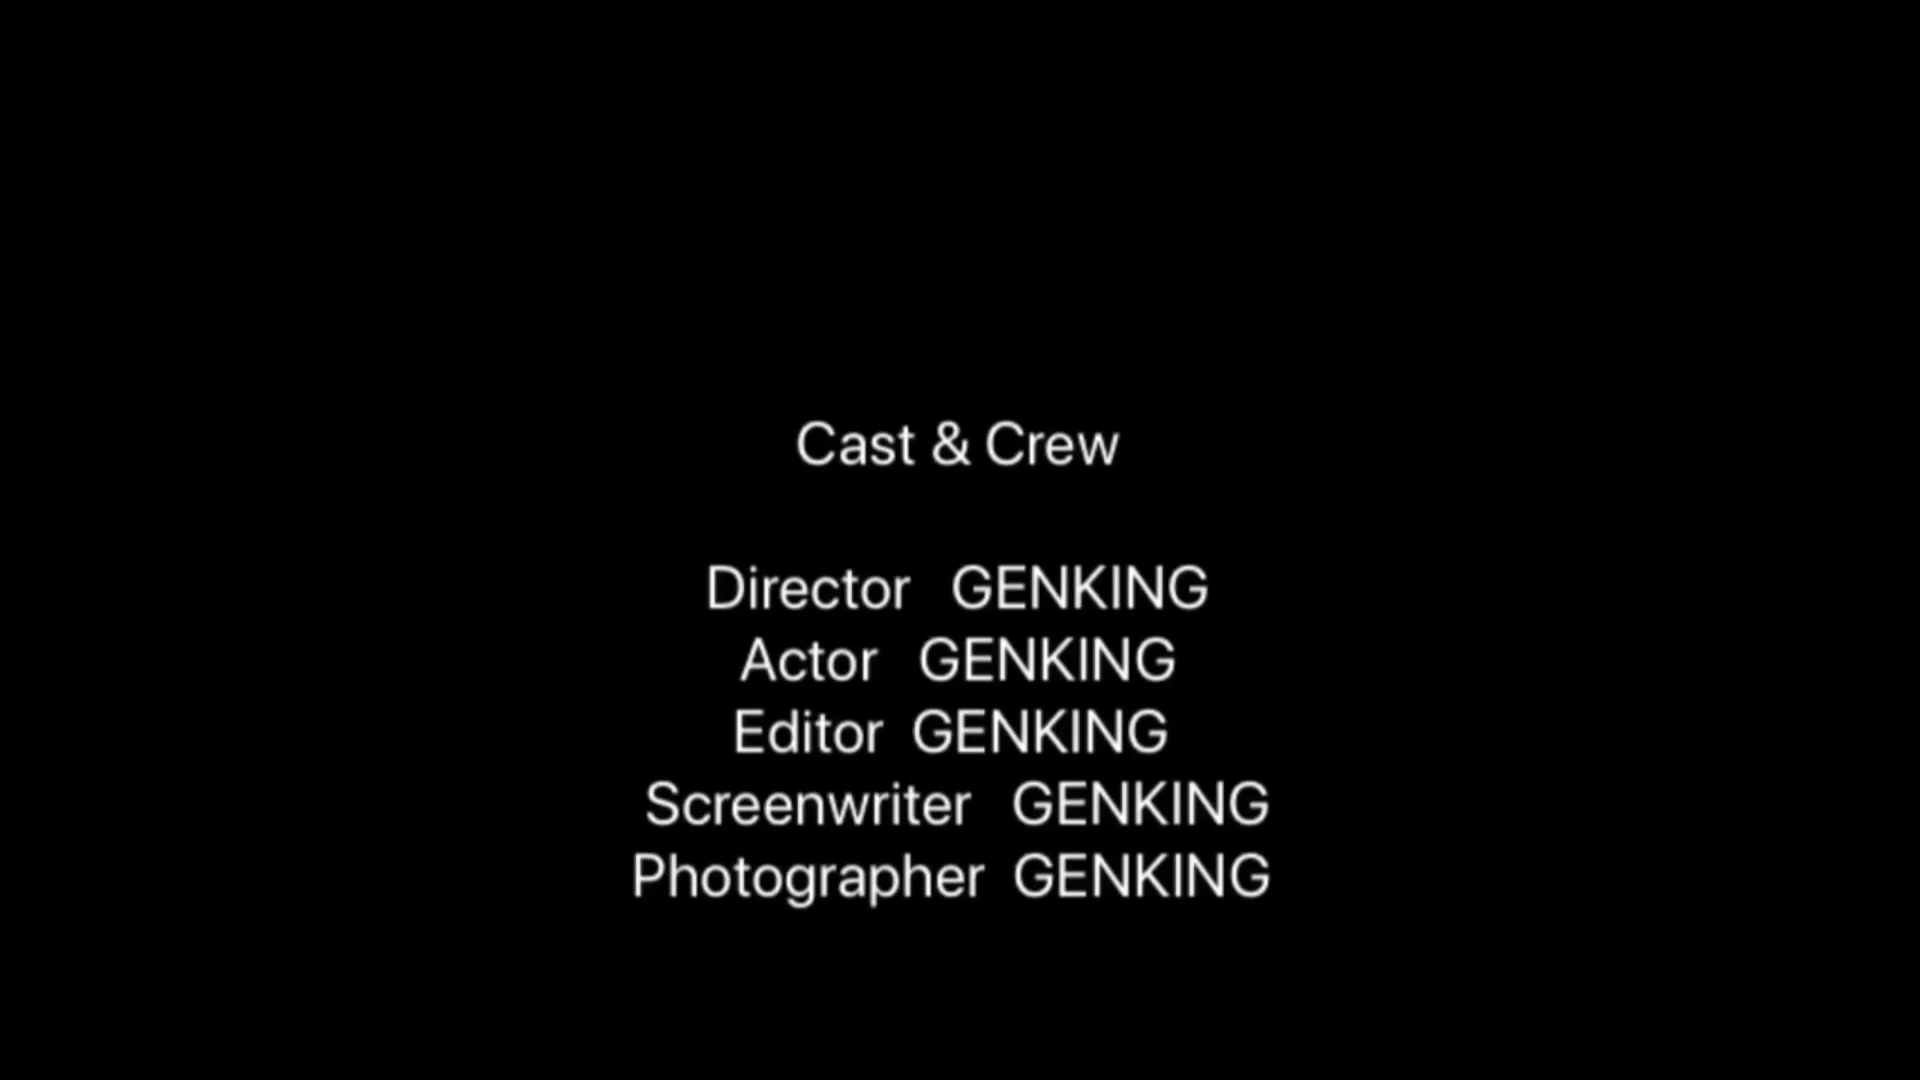 Cast & Crew
Director GENKING
Actor GENKING
Editor GENKING
Screenwriter GENKING
Photographer GENKING